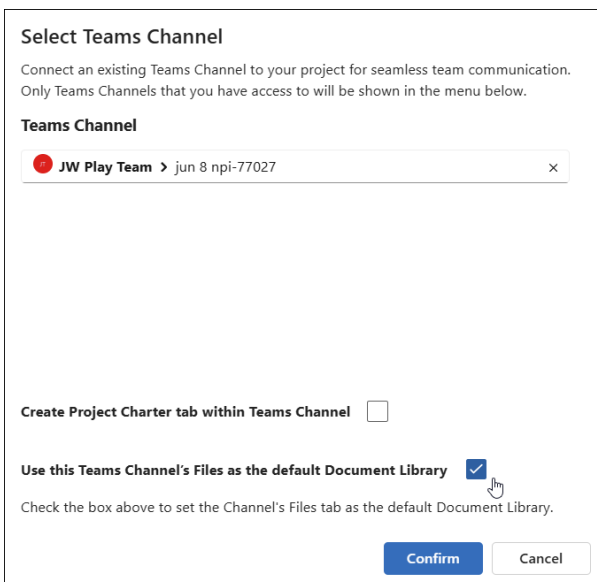 Select Teams Channel
Connect an existing Teams Channel to your project for seamless team communication.
Only Teams Channels that you have access to will be shown in the menu below.
Teams Channel
JT JW Play Team > jun 8 npi-77027 ×
Create Project Charter tab within Teams Channel
Use this Teams Channel's Files as the default Document Library
Check the box above to set the Channel's Files tab as the default Document Library.
Confirm Cancel